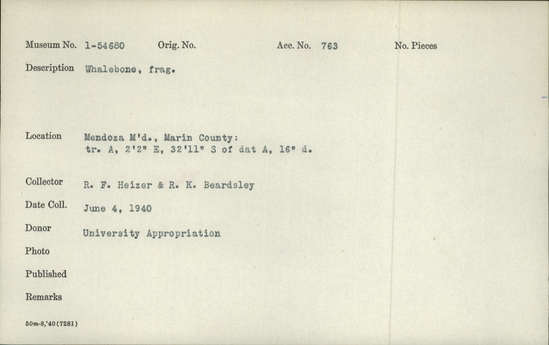 Museum No. 1-54680 Orig. No. Acc. No. 763 No. Pieces
Description Whalebone, frag.
Location Mendoza M'd., Marin County:
tr. A, 2'2" E, 32'11" S of dat A, 16" d.
Collector R. F. Heizer & R. K. Beardsley
Date Coll. June 4, 1940
Donor University Appropriation
Photo
Published
Remarks
50m-8,'40(7281)